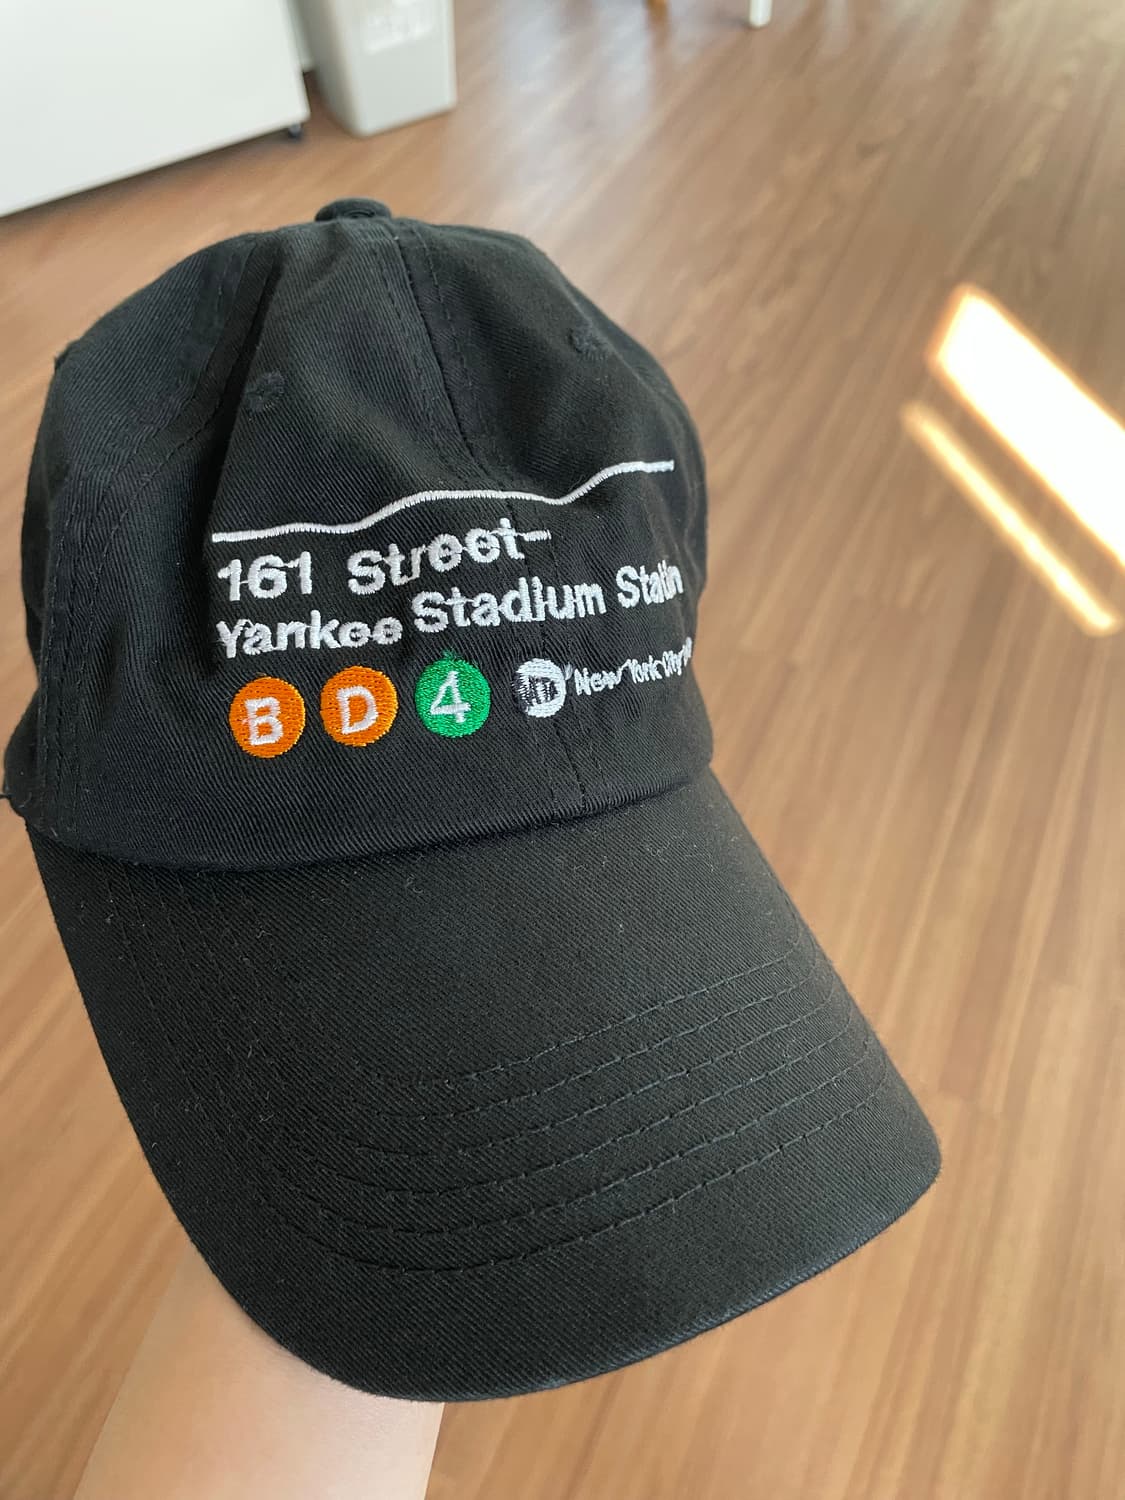 161 Street–
Yankee Stadium Statin
B D 4 New York City